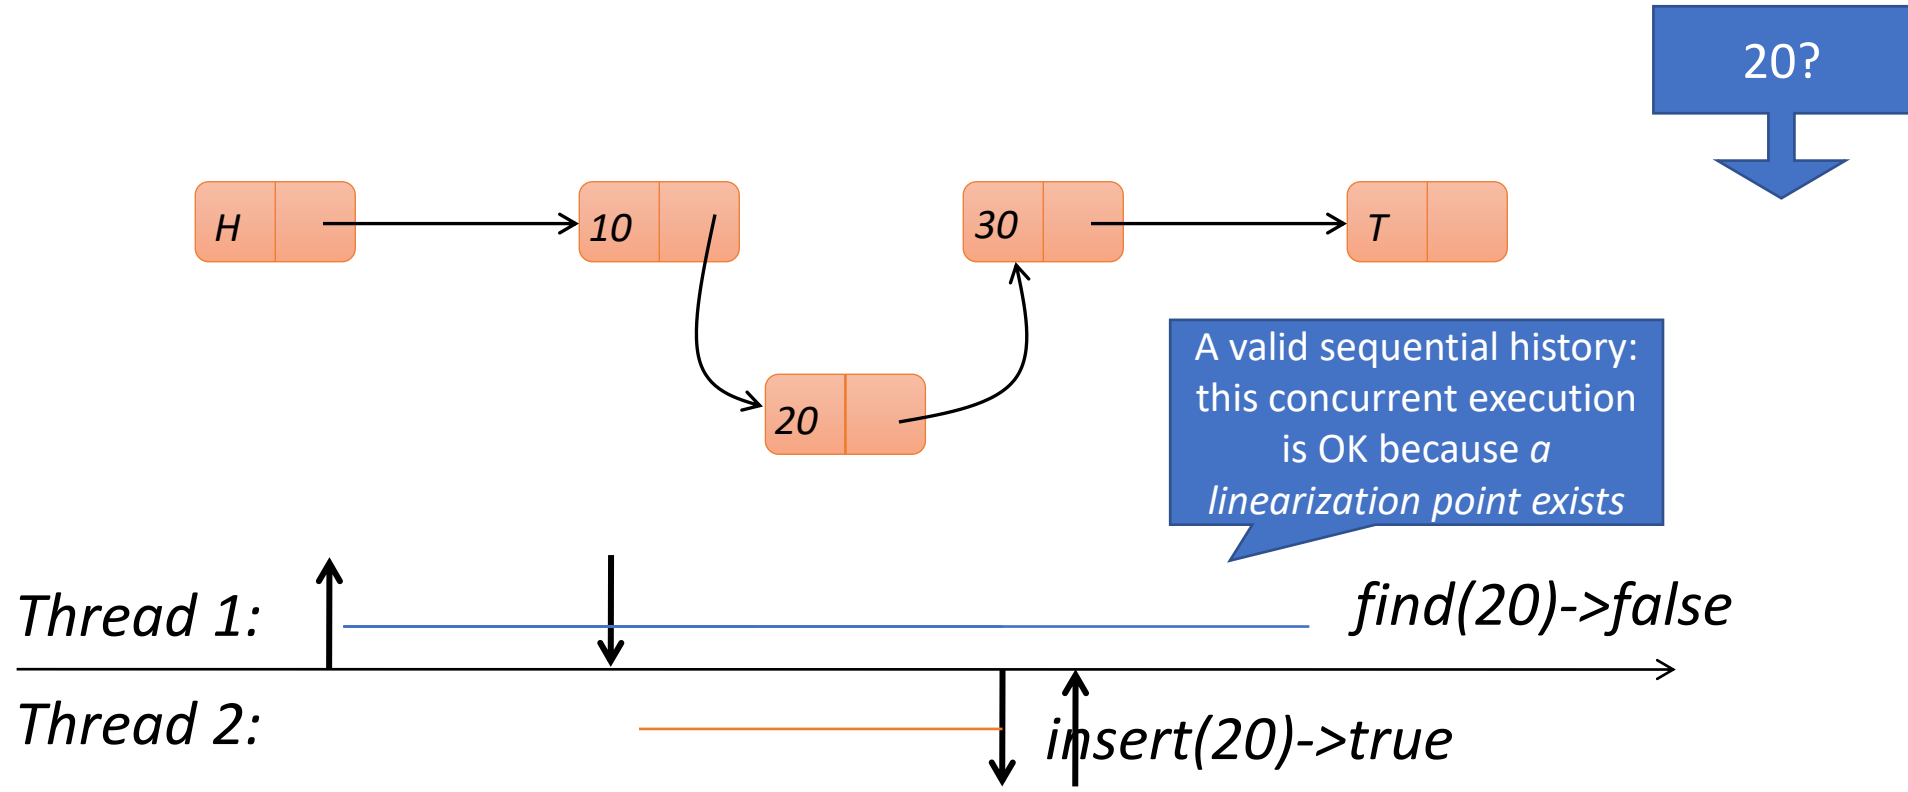 20?
H
10
30
T
20
A valid sequential history:
this concurrent execution
is OK because a
linearization point exists
Thread 1:
find(20)->false
Thread 2:
insert(20)->true